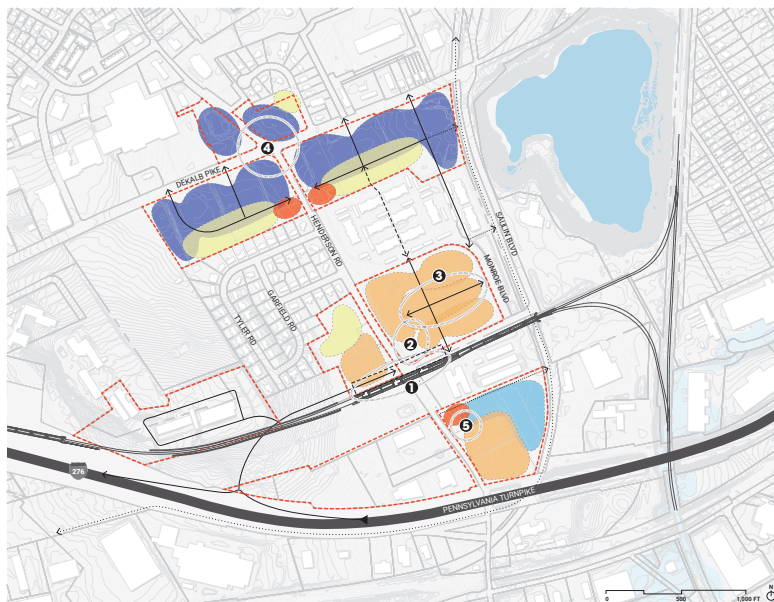 4
DEKALB PIKE
HENDERSON RD
SAULIN BLVD
MONROE BLVD
3
GARFIELD RD
TYLER RD
2
1
5
276
PENNSYLVANIA TURNPIKE
N
0 500 1,000 FT